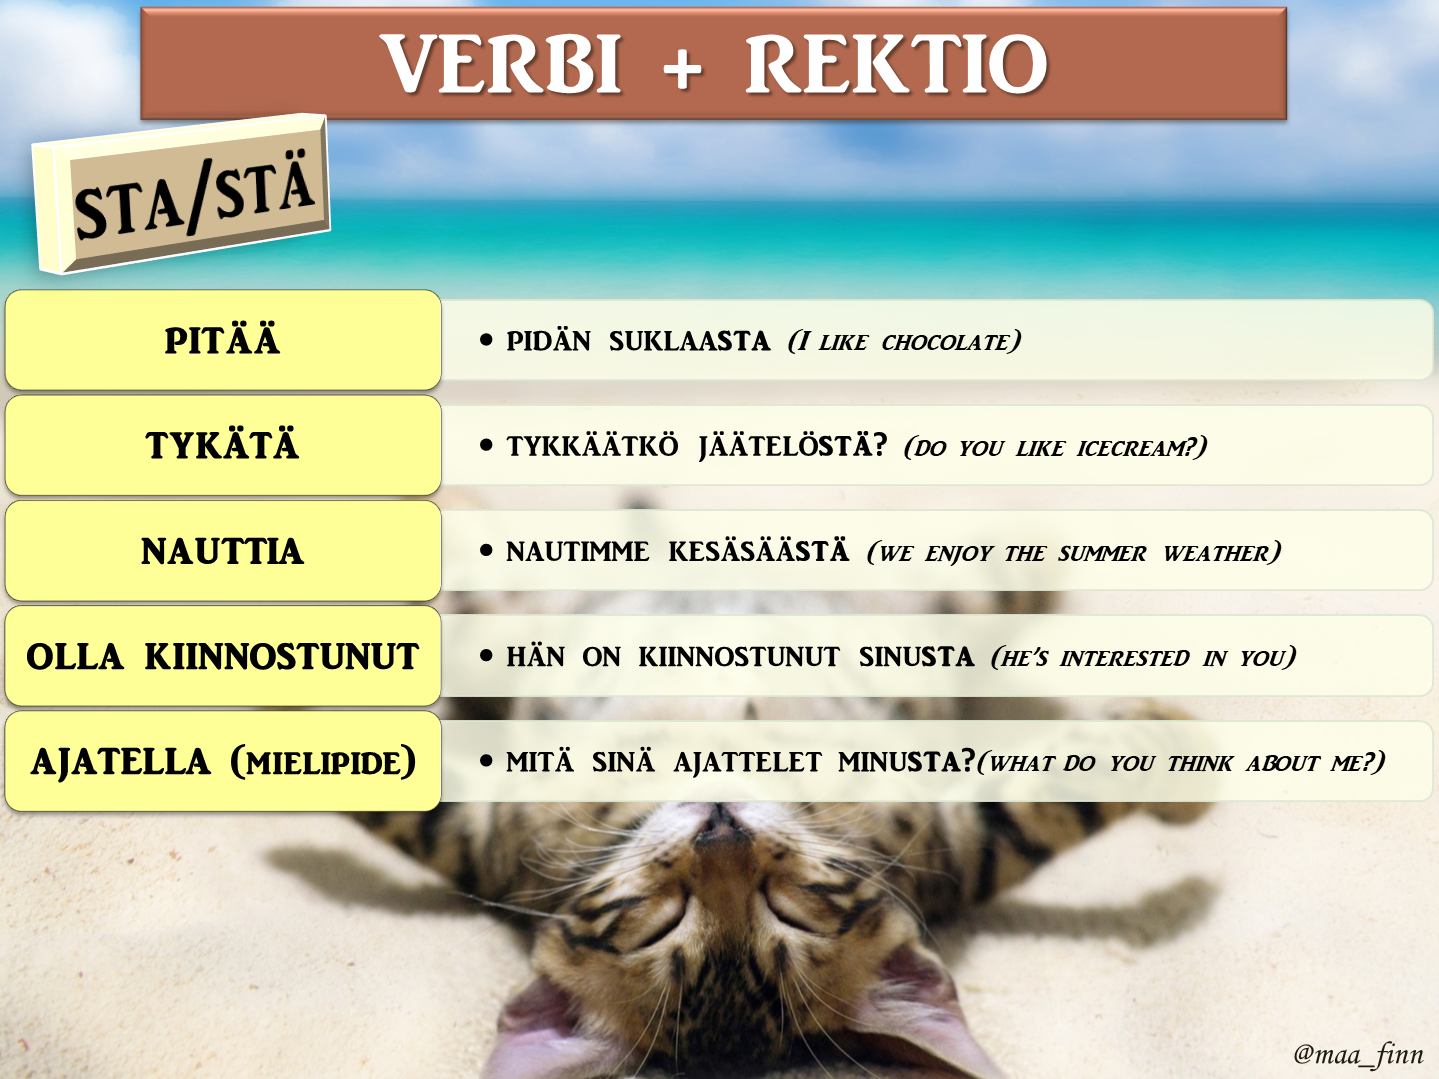 VERBI + REKTIO
STA/STÄ
PITÄÄ
• PIDÄN SUKLAASTA (I LIKE CHOCOLATE)
TYKÄTÄ
• TYKKÄÄTKÖ JÄÄTELÖSTÄ? (DO YOU LIKE ICECREAM?)
NAUTTIA
• NAUTIMME KESÄSÄÄSTÄ (WE ENJOY THE SUMMER WEATHER)
OLLA KIINNOSTUNUT
• HÄN ON KIINNOSTUNUT SINUSTA (HE'S INTERESTED IN YOU)
AJATELLA (MIELIPIDE)
• MITÄ SINÄ AJATTELET MINUSTA?(WHAT DO YOU THINK ABOUT ME?)
@maa_finn